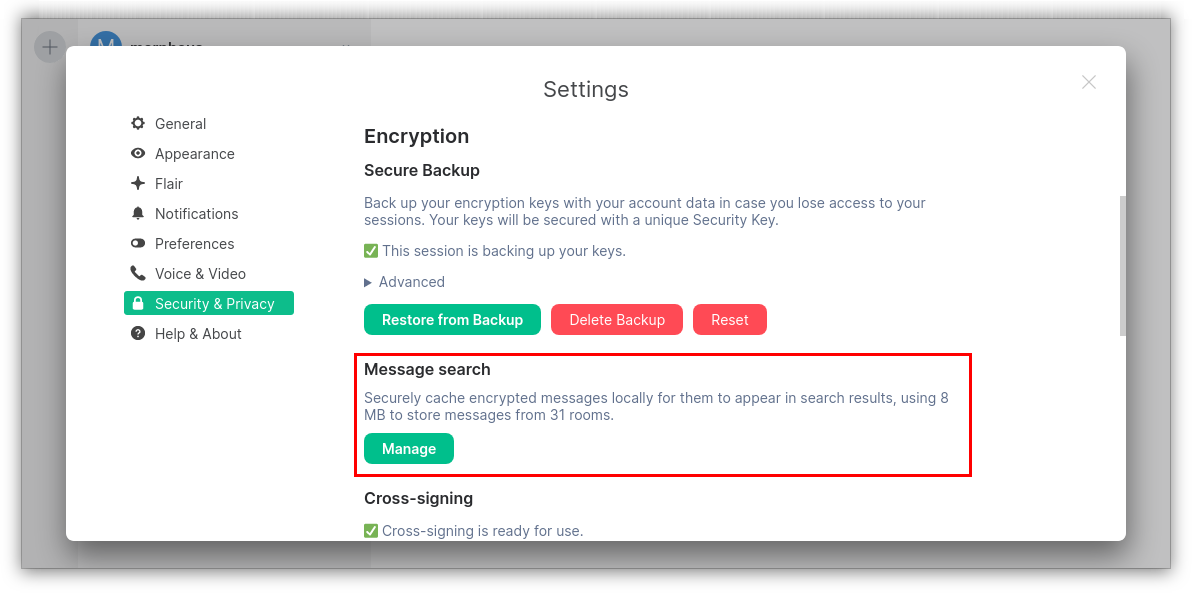 Settings
General
Appearance
Flair
Notifications
Preferences
Voice & Video
Security & Privacy
Help & About
Encryption
Secure Backup
Back up your encryption keys with your account data in case you lose access to your
sessions. Your keys will be secured with a unique Security Key.
✅ This session is backing up your keys.
Advanced
Restore from Backup Delete Backup Reset
Message search
Securely cache encrypted messages locally for them to appear in search results, using 8
MB to store messages from 31 rooms.
Manage
Cross-signing
✅ Cross-signing is ready for use.